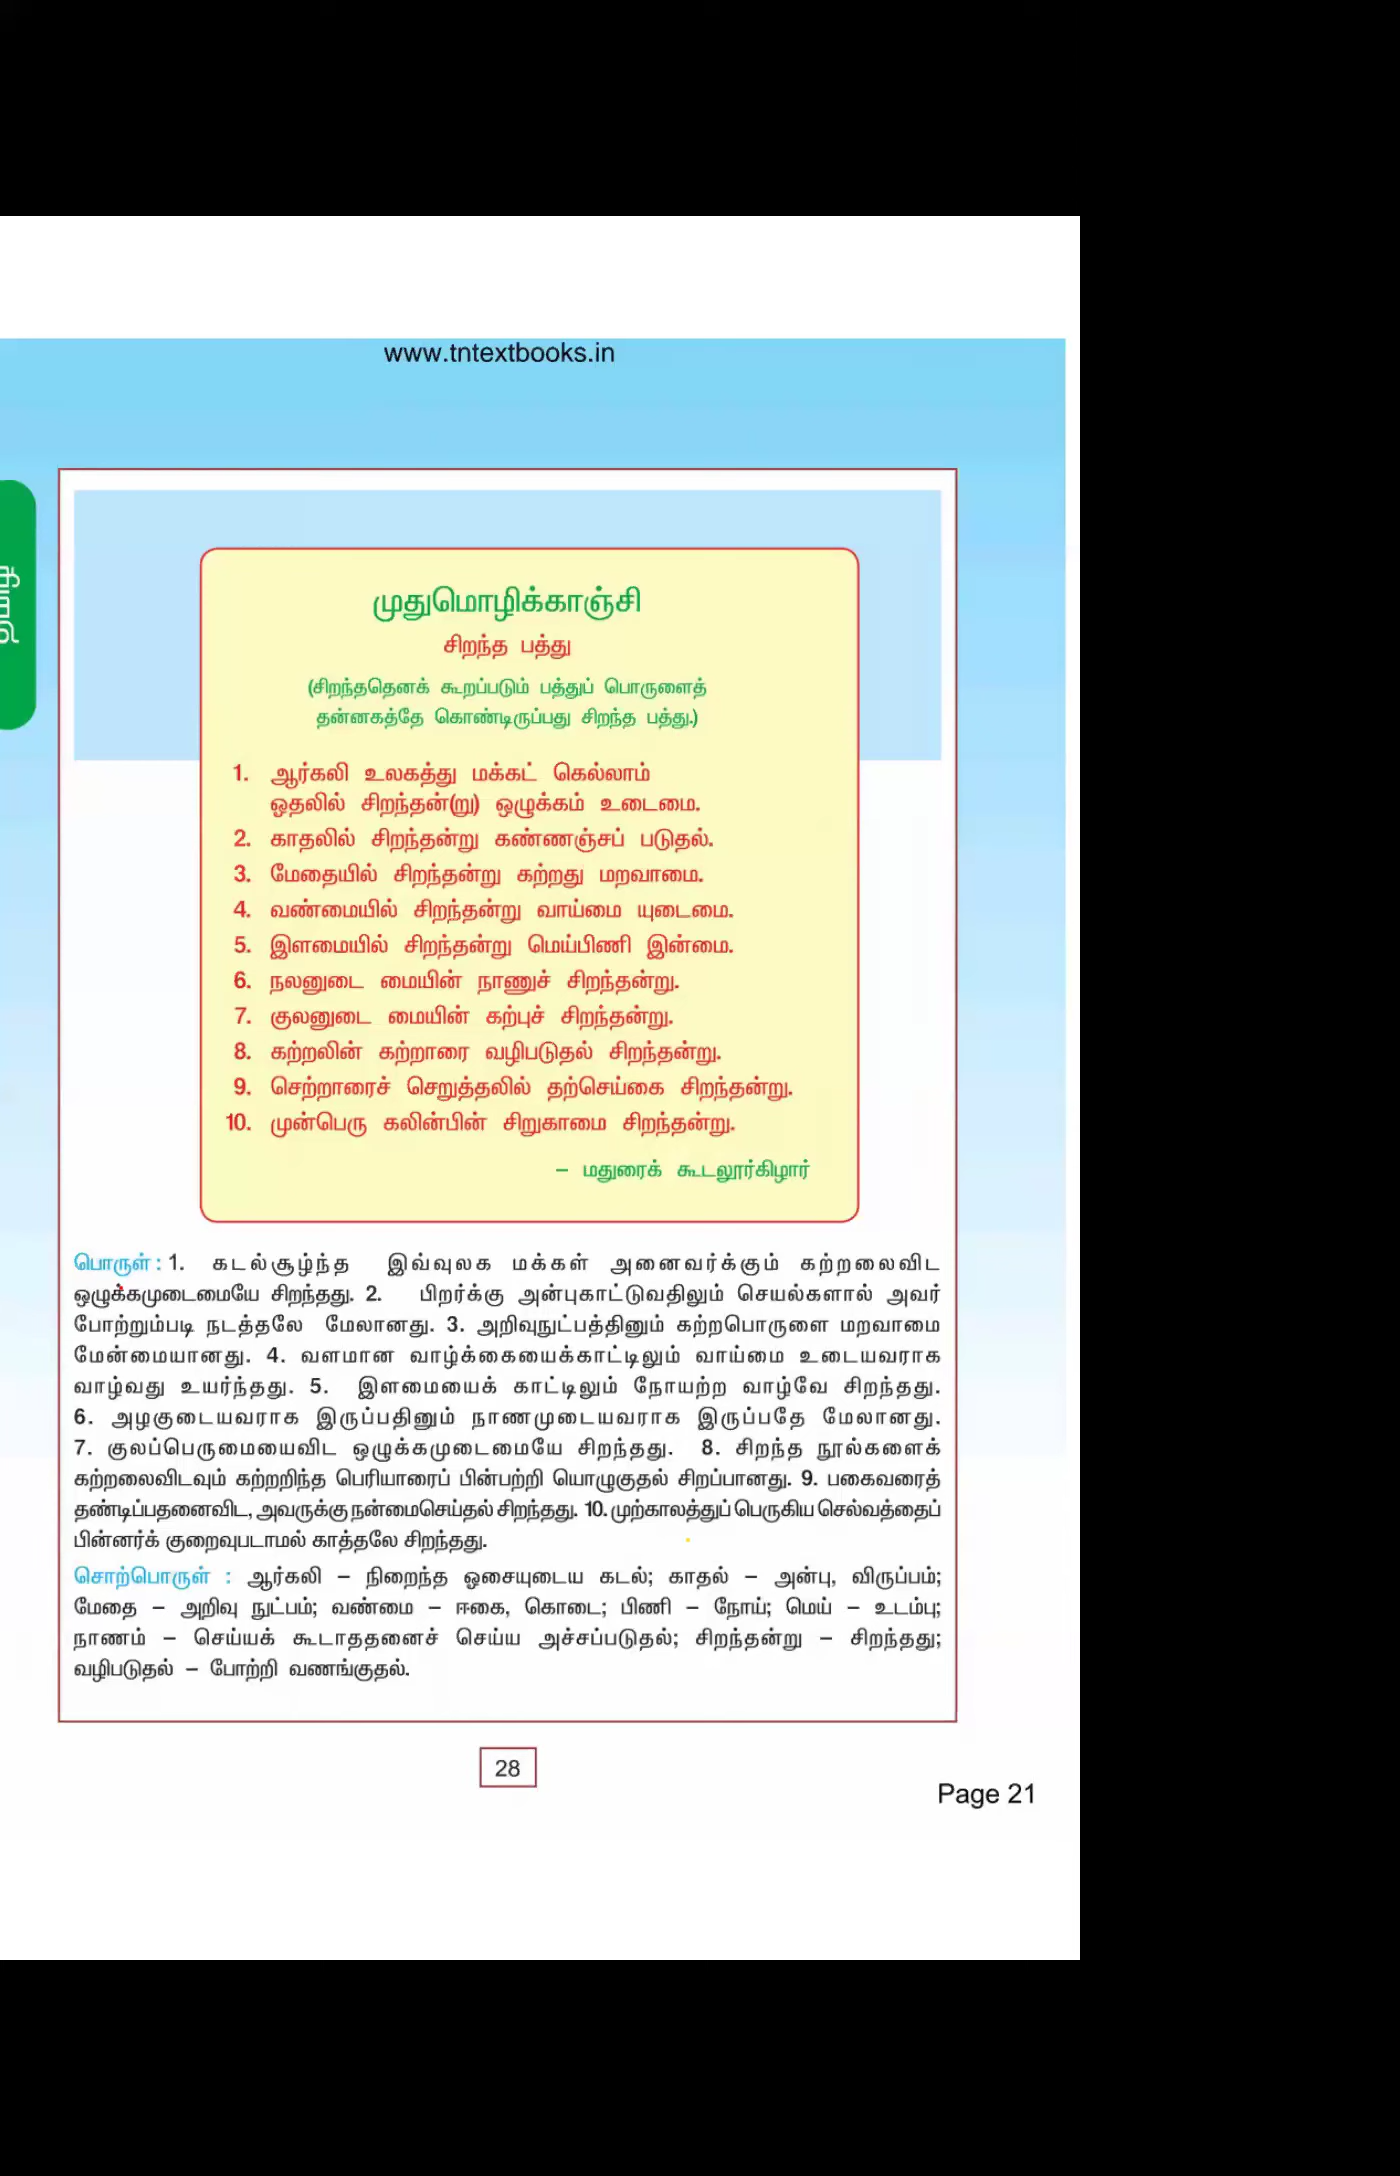 www.tntextbooks.in
தமிழ்
முதுமொழிக்காஞ்சி
சிறந்த பத்து
(சிறந்ததெனக் கூறப்படும் பத்துப் பொருளைத்
தன்னகத்தே கொண்டிருப்பது சிறந்த பத்து.)
1. ஆர்கலி உலகத்து மக்கட் கெல்லாம்
ஓதலில் சிறந்தன்(று) ஒழுக்கம் உடைமை.
2. காதலில் சிறந்தன்று கண்ணஞ்சப் படுதல்.
3. மேதையில் சிறந்தன்று கற்றது மறவாமை.
4. வண்மையில் சிறந்தன்று வாய்மை யுடைமை.
5. இளமையில் சிறந்தன்று மெய்பிணி இன்மை.
6. நலனுடை மையின் நாணுச் சிறந்தன்று.
7. குலனுடை மையின் கற்புச் சிறந்தன்று.
8. கற்றலின் கற்றாரை வழிபடுதல் சிறந்தன்று.
9. செற்றாரைச் செறுத்தலில் தற்செய்கை சிறந்தன்று.
10. முன்பெரு கலின்பின் சிறுகாமை சிறந்தன்று.
– மதுரைக் கூடலூர்கிழார்
பொருள் : 1. கடல்சூழ்ந்த இவ்வுலக மக்கள் அனைவர்க்கும் கற்றலைவிட
ஒழுக்கமுடைமையே சிறந்தது. 2. பிறர்க்கு அன்புகாட்டுவதிலும் செயல்களால் அவர்
போற்றும்படி நடத்தலே மேலானது. 3. அறிவுநுட்பத்தினும் கற்றபொருளை மறவாமை
மேன்மையானது. 4. வளமான வாழ்க்கையைக்காட்டிலும் வாய்மை உடையவராக
வாழ்வது உயர்ந்தது. 5. இளமையைக் காட்டிலும் நோயற்ற வாழ்வே சிறந்தது.
6. அழகுடையவராக இருப்பதினும் நாணமுடையவராக இருப்பதே மேலானது.
7. குலப்பெருமையைவிட ஒழுக்கமுடைமையே சிறந்தது. 8. சிறந்த நூல்களைக்
கற்றலைவிடவும் கற்றறிந்த பெரியாரைப் பின்பற்றி யொழுகுதல் சிறப்பானது. 9. பகைவரைத்
தண்டிப்பதனைவிட, அவருக்கு நன்மைசெய்தல் சிறந்தது. 10. முற்காலத்துப் பெருகிய செல்வத்தைப்
பின்னர்க் குறைவுபடாமல் காத்தலே சிறந்தது.
சொற்பொருள் : ஆர்கலி – நிறைந்த ஓசையுடைய கடல்; காதல் – அன்பு, விருப்பம்;
மேதை – அறிவு நுட்பம்; வண்மை – ஈகை, கொடை; பிணி – நோய்; மெய் – உடம்பு;
நாணம் – செய்யக் கூடாததனைச் செய்ய அச்சப்படுதல்; சிறந்தன்று – சிறந்தது;
வழிபடுதல் – போற்றி வணங்குதல்.
28
Page 21